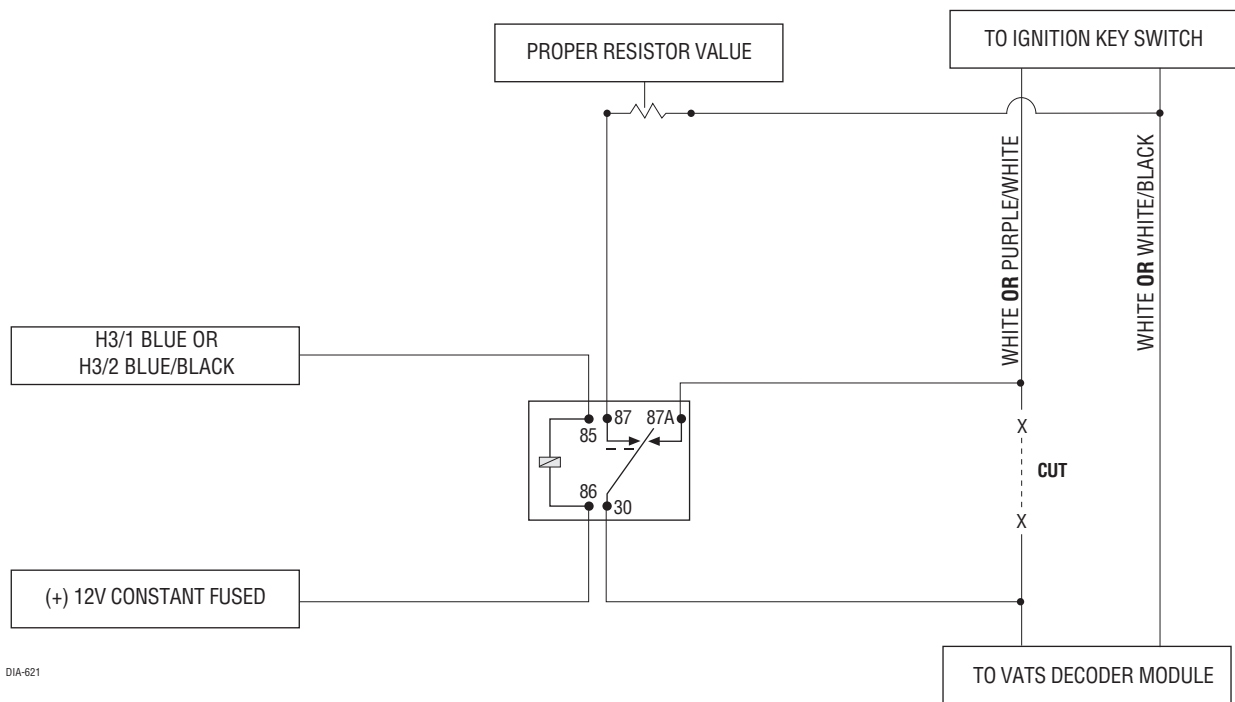 PROPER RESISTOR VALUE
TO IGNITION KEY SWITCH
WHITE OR PURPLE/WHITE
WHITE OR WHITE/BLACK
H3/1 BLUE OR
H3/2 BLUE/BLACK
87
87A
85
86
30
X
CUT
X
(+) 12V CONSTANT FUSED
TO VATS DECODER MODULE
DIA-621